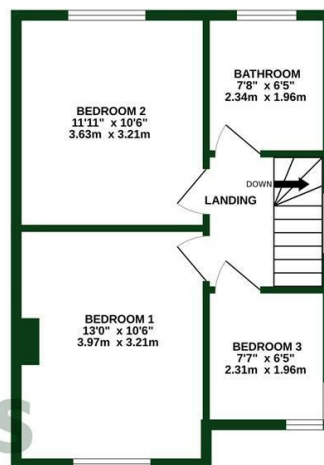 BATHROOM
7'8" x 6'5"
2.34m x 1.96m
BEDROOM 2
11'11" x 10'6"
3.63m x 3.21m
DOWN
LANDING
BEDROOM 1
13'0" x 10'6"
3.97m x 3.21m
BEDROOM 3
7'7" x 6'5"
2.31m x 1.96m
s